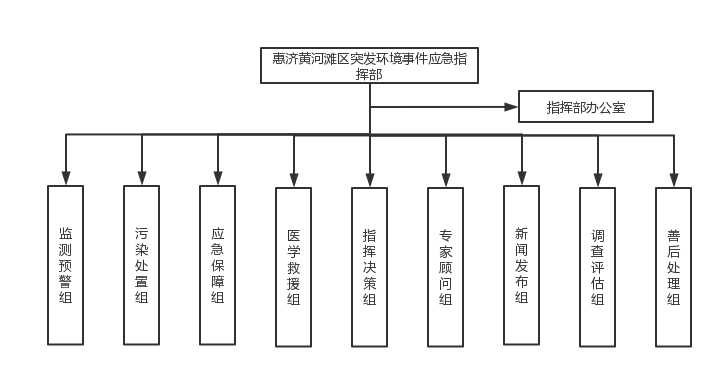 惠济黄河滩区突发环境事件应急指
挥部
指挥部办公室
监测预警组
污染处置组
应急保障组
医学救援组
指挥决策组
专家顾问组
新闻发布组
调查评估组
善后处理组